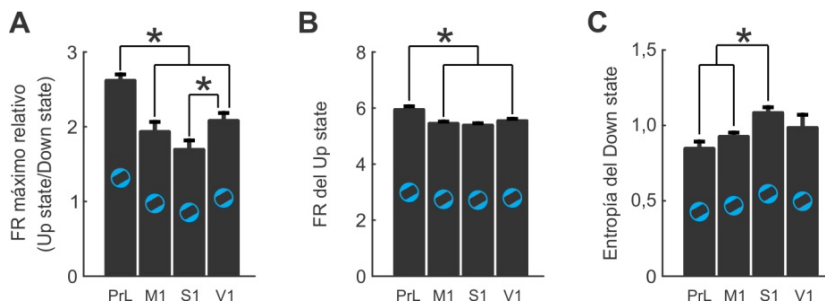 A
FR máximo relativo
(Up state/Down state)
3
2
1
0
*
*
PrL M1 S1 V1
B
FR del Up state
8
6
4
2
0
*
PrL M1 S1 V1
C
Entropía del Down state
1,5
1,0
0,5
0
*
PrL M1 S1 V1